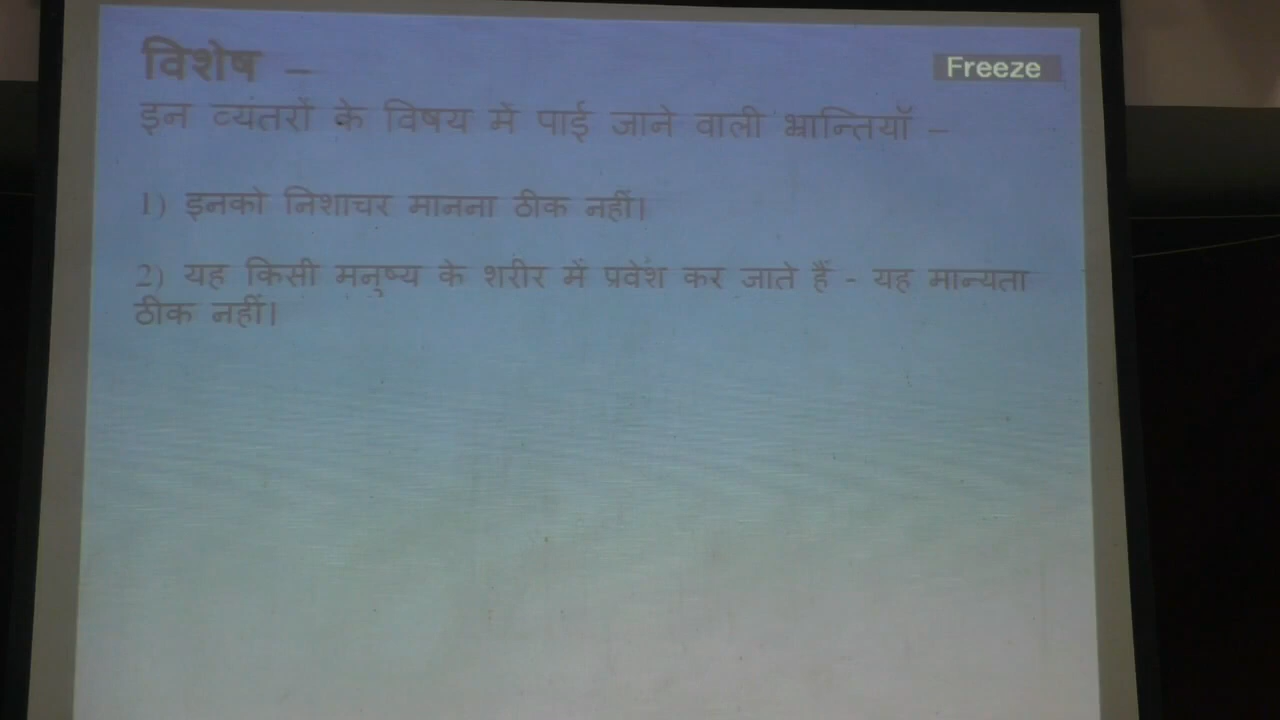 विशेष –
Freeze
इन व्यंतरों के विषय में पाई जाने वाली भ्रान्तियाँ –
1) इनको निशाचर मानना ठीक नहीं।
2) यह किसी मनुष्य के शरीर में प्रवेश कर जाते हैं - यह मान्यता
ठीक नहीं।